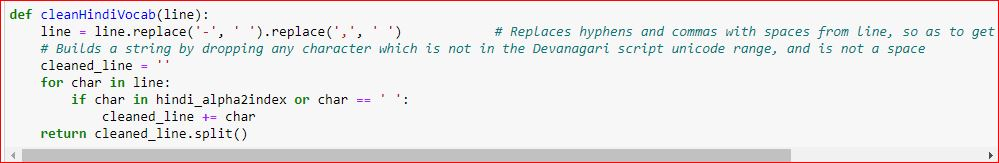 def cleanHindiVocab(line):
    line = line.replace('-', ' ').replace(',', ' ')            # Replaces hyphens and commas with spaces from line, so as to get
    # Builds a string by dropping any character which is not in the Devanagari script unicode range, and is not a space
    cleaned_line = ''
    for char in line:
        if char in hindi_alpha2index or char == ' ':
            cleaned_line += char
    return cleaned_line.split()